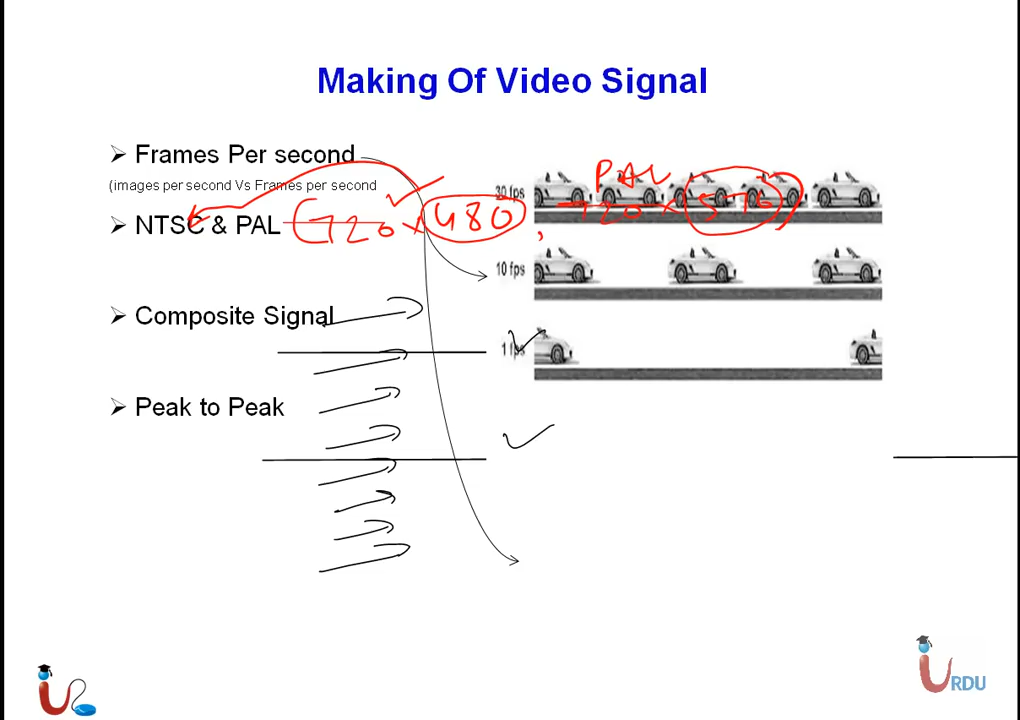 Making Of Video Signal
➢ Frames Per second
(images per second Vs Frames per second
30 fps
PAL
➢ NTSC & PAL (720 x 480, 720 x 576)
10 fps
➢ Composite Signal
1 fps
➢ Peak to Peak
URDU